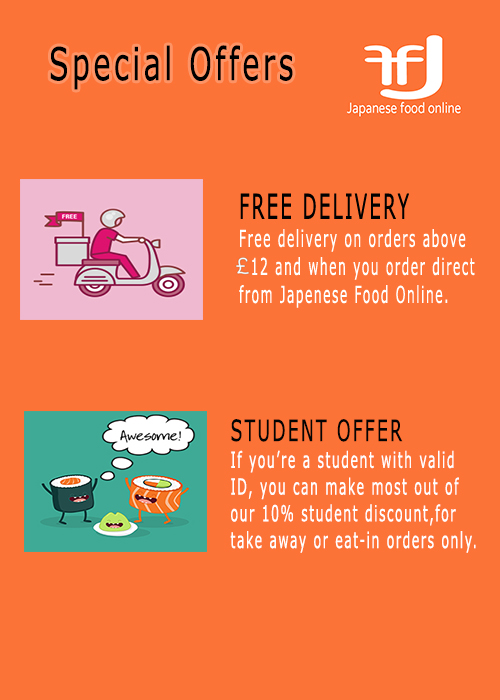 Special Offers
Japanese food online
FREE
FREE DELIVERY
Free delivery on orders above
£12 and when you order direct
from Japenese Food Online.
Awesome!
STUDENT OFFER
If you’re a student with valid
ID, you can make most out of
our 10% student discount,for
take away or eat-in orders only.